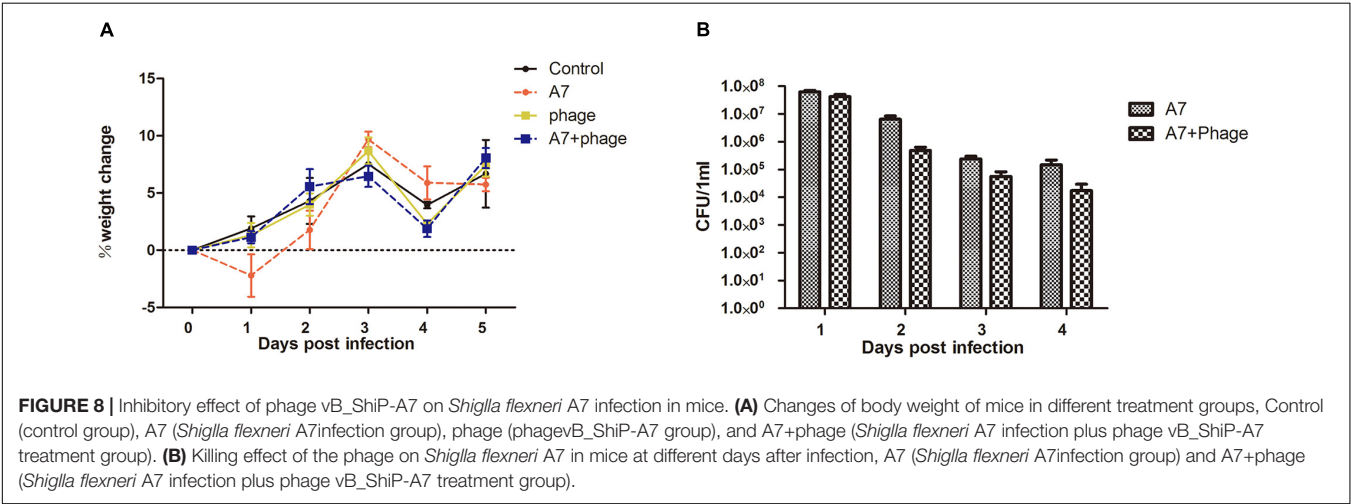 A
15
10
5
0
-5
% weight change
0 1 2 3 4 5
Days post infection
Control
A7
phage
A7+phage
B
1.0×10⁸
1.0×10⁷
1.0×10⁶
1.0×10⁵
1.0×10⁴
1.0×10³
1.0×10²
1.0×10¹
1.0×10⁰
CFU/1ml
1 2 3 4
Days post infection
A7
A7+Phage
FIGURE 8 | Inhibitory effect of phage vB_ShiP-A7 on Shiglla flexneri A7 infection in mice. (A) Changes of body weight of mice in different treatment groups, Control
(control group), A7 (Shiglla flexneri A7infection group), phage (phagevB_ShiP-A7 group), and A7+phage (Shiglla flexneri A7 infection plus phage vB_ShiP-A7
treatment group). (B) Killing effect of the phage on Shiglla flexneri A7 in mice at different days after infection, A7 (Shiglla flexneri A7infection group) and A7+phage
(Shiglla flexneri A7 infection plus phage vB_ShiP-A7 treatment group).